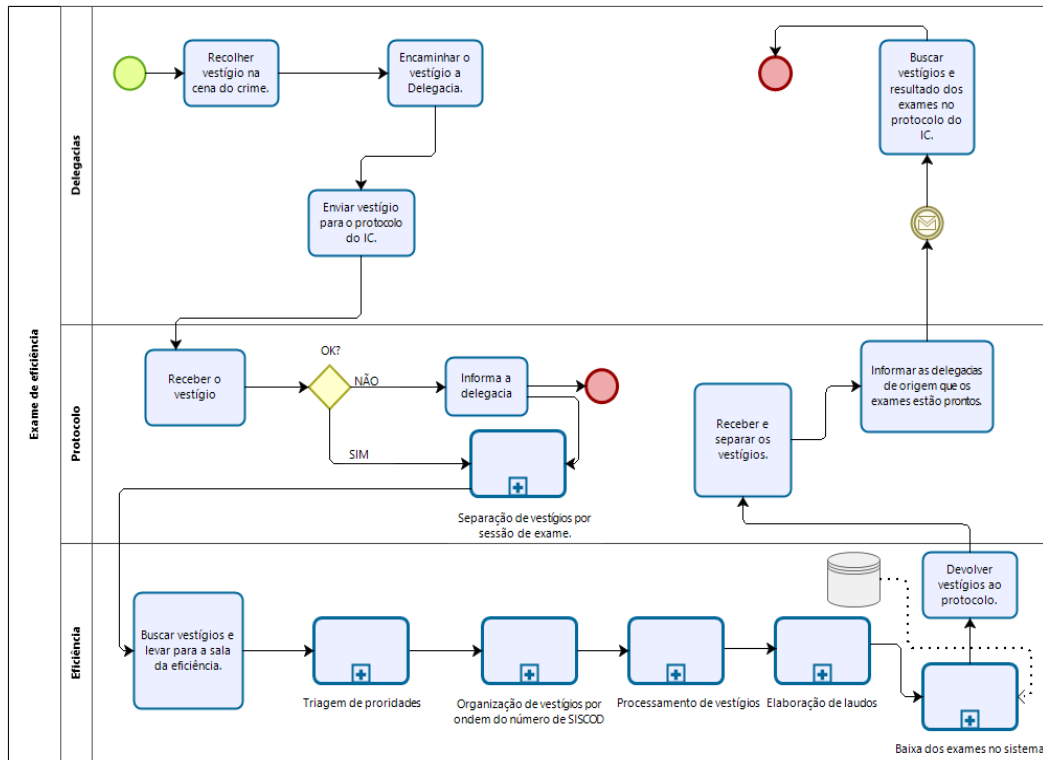 Exame de eficiência
Delegacias
Recolher
vestígio na
cena do crime.
Encaminhar o
vestígio a
Delegacia.
Enviar vestígio
para o protocolo
do IC.
Buscar
vestígios e
resultado dos
exames no
protocolo do
IC.
Protocolo
Receber o
vestígio
OK?
NÃO
SIM
Informa a
delegacia
Separação de vestígios por
sessão de exame.
Receber e
separar os
vestígios.
Informar as delegacias
de origem que os
exames estão prontos.
Eficiência
Buscar vestígios e
levar para a sala
da eficiência.
Triagem de proridades
Organização de vestígios por
ondem do número de SISCOD
Processamento de vestígios
Elaboração de laudos
Devolver
vestígios ao
protocolo.
Baixa dos exames no sistema